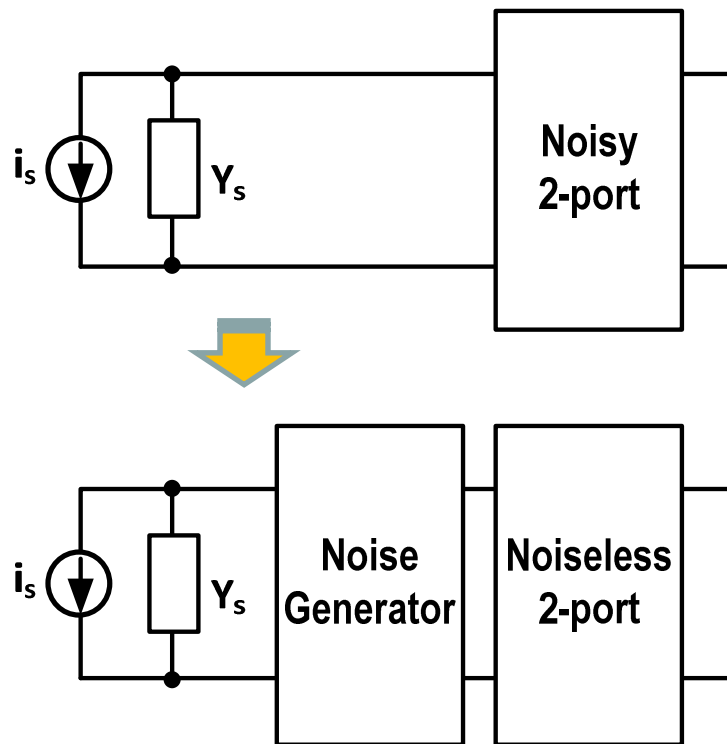 Noisy
2-port
is
Ys
Noise
Generator
Noiseless
2-port
is
Ys